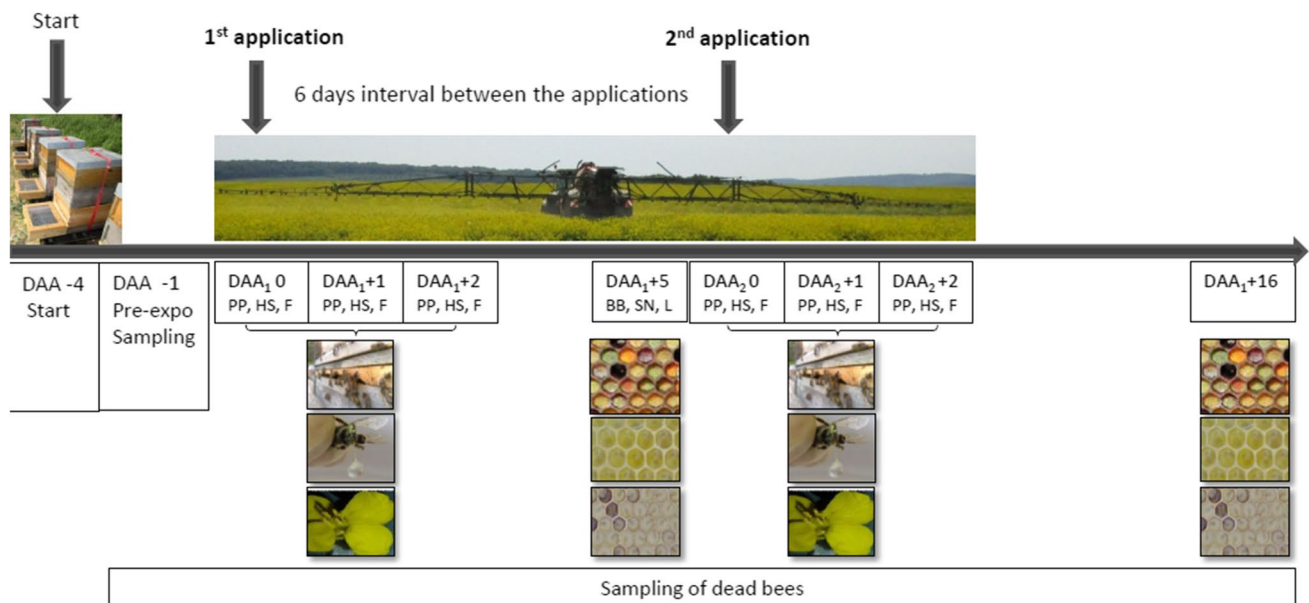 Start
1st application
2nd application
6 days interval between the applications
DAA -4
Start
DAA -1
Pre-expo
Sampling
DAA₁ 0
PP, HS, F
DAA₁+1
PP, HS, F
DAA₁+2
PP, HS, F
DAA₁+5
BB, SN, L
DAA₂ 0
PP, HS, F
DAA₂+1
PP, HS, F
DAA₂+2
PP, HS, F
DAA₁+16
Sampling of dead bees